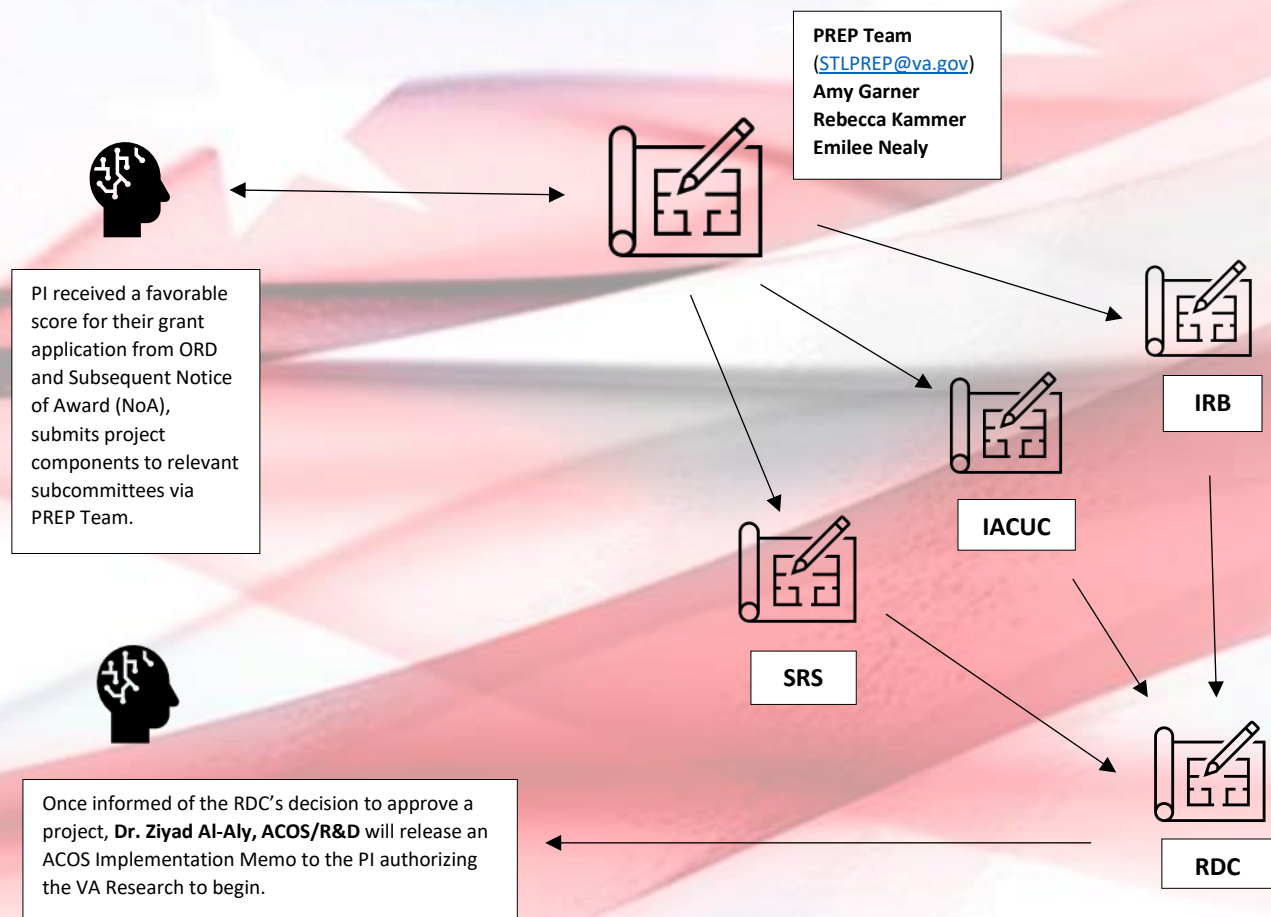 PREP Team
(STLPREP@va.gov)
Amy Garner
Rebecca Kammer
Emilee Nealy
PI received a favorable
score for their grant
application from ORD
and Subsequent Notice
of Award (NoA),
submits project
components to relevant
subcommittees via
PREP Team.
IRB
IACUC
SRS
Once informed of the RDC’s decision to approve a
project, Dr. Ziyad Al-Aly, ACOS/R&D will release an
ACOS Implementation Memo to the PI authorizing
the VA Research to begin.
RDC